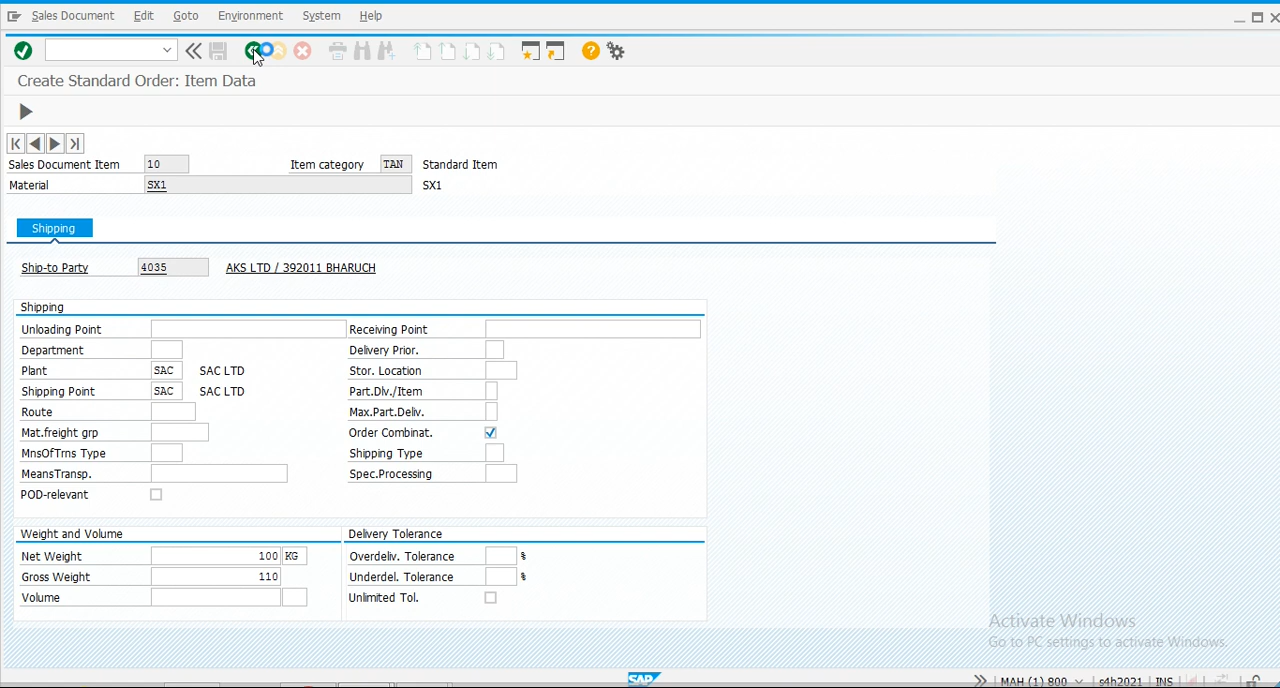 Sales Document Edit Goto Environment System Help
Create Standard Order: Item Data
Sales Document Item 10 Item category TAN Standard Item
Material SX1 SX1
Shipping
Ship-to Party 4035 AKS LTD / 392011 BHARUCH
Shipping
Unloading Point Receiving Point
Department Delivery Prior.
Plant SAC SAC LTD Stor. Location
Shipping Point SAC SAC LTD Part.Dlv./Item
Route Max.Part.Deliv.
Mat.freight grp Order Combinat.
MnsOfTrns Type Shipping Type
MeansTransp. Spec.Processing
POD-relevant
Weight and Volume Delivery Tolerance
Net Weight 100 KG Overdeliv. Tolerance %
Gross Weight 110 Underdel. Tolerance %
Volume Unlimited Tol.
Activate Windows
Go to PC settings to activate Windows.
SAP MAH (1) 800 s4h2021 INS